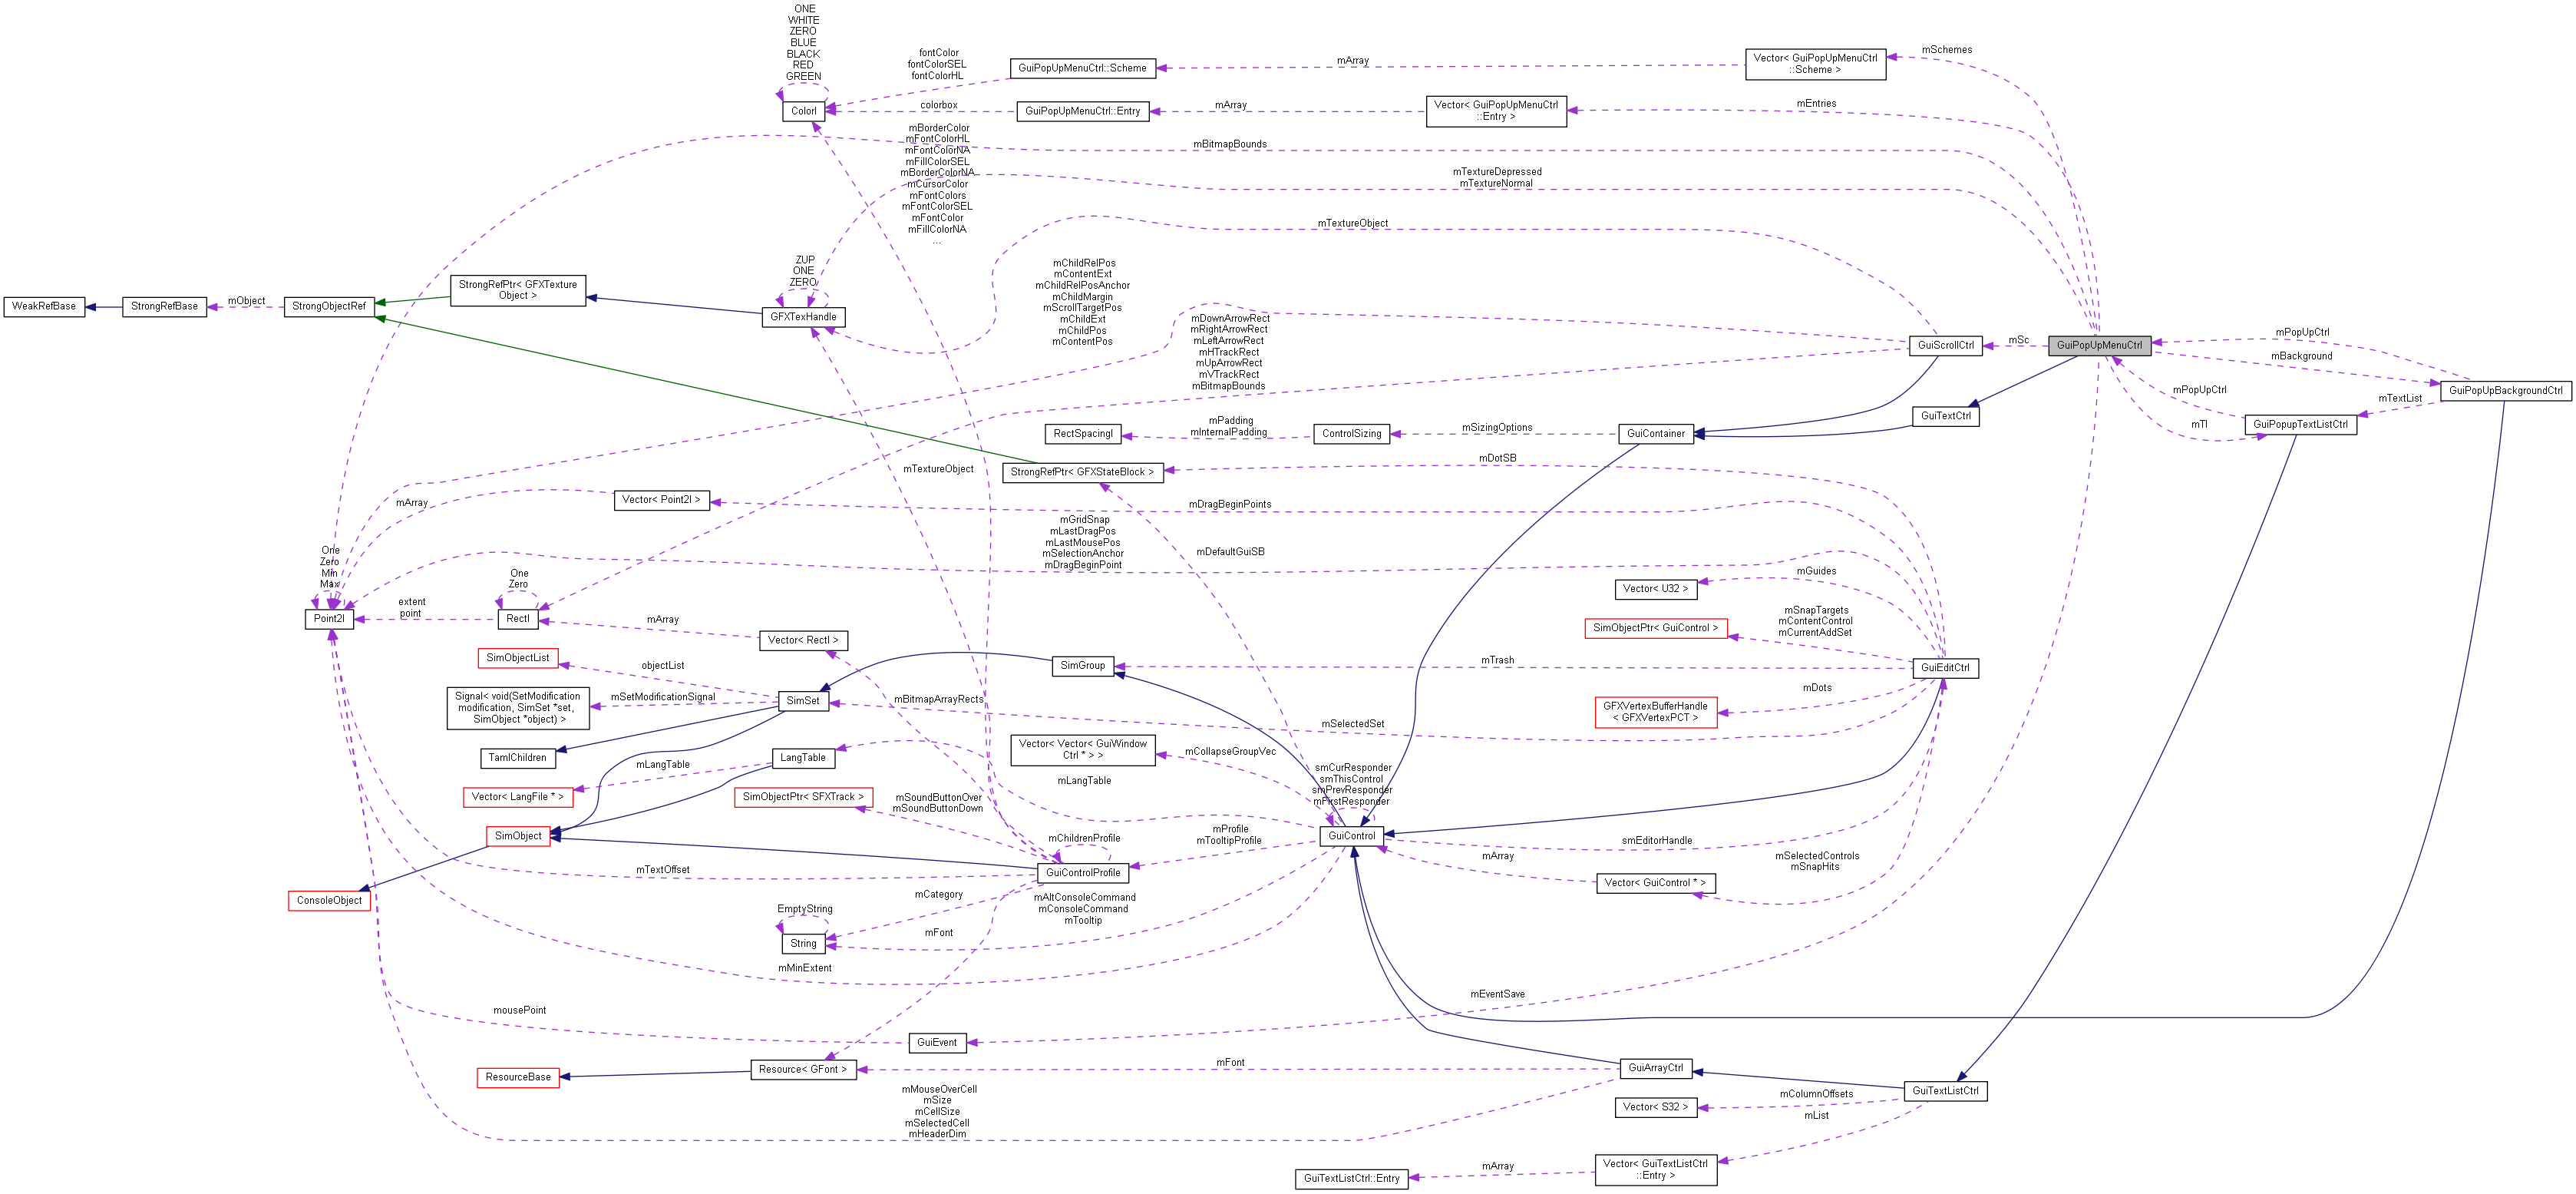 ONE
WHITE
ZERO
BLUE
BLACK
RED
GREEN
ColorI
fontColor
fontColorSEL
fontColorHL
GuiPopUpMenuCtrl::Scheme
mArray
Vector< GuiPopUpMenuCtrl
::Scheme >
mSchemes
colorbox
GuiPopUpMenuCtrl::Entry
mArray
Vector< GuiPopUpMenuCtrl
::Entry >
mEntries
mBorderColor
mFontColorHL
mFontColorNA
mFillColorSEL
mBorderColorNA
mCursorColor
mFontColors
mFontColorSEL
mFontColor
mFillColorNA
...
mBitmapBounds
mTextureDepressed
mTextureNormal
mTextureObject
WeakRefBase
StrongRefBase
mObject
StrongObjectRef
StrongRefPtr< GFXTexture
Object >
ZUP
ONE
ZERO
GFXTexHandle
mChildRelPos
mContentExt
mChildRelPosAnchor
mChildMargin
mScrollTargetPos
mChildExt
mChildPos
mContentPos
mDownArrowRect
mRightArrowRect
mLeftArrowRect
mHTrackRect
mUpArrowRect
mVTrackRect
mBitmapBounds
GuiScrollCtrl
mSc
GuiPopUpMenuCtrl
mPopUpCtrl
mBackground
GuiPopUpBackgroundCtrl
mPopUpCtrl
mTextList
mTl
GuiPopupTextListCtrl
GuiTextCtrl
RectSpacingI
mPadding
mInternalPadding
ControlSizing
mSizingOptions
GuiContainer
mTextureObject
StrongRefPtr< GFXStateBlock >
mDotSB
mArray
Vector< Point2I >
mDragBeginPoints
mGridSnap
mLastDragPos
mLastMousePos
mSelectionAnchor
mDragBeginPoint
mDefaultGuiSB
One
Zero
Min
Max
Point2I
extent
point
One
Zero
RectI
mArray
Vector< RectI >
Vector< U32 >
mGuides
SimObjectPtr< GuiControl >
mSnapTargets
mContentControl
mCurrentAddSet
SimObjectList
objectList
SimGroup
mTrash
GuiEditCtrl
Signal< void(SetModification
modification, SimSet *set,
SimObject *object) >
mSetModificationSignal
SimSet
mBitmapArrayRects
GFXVertexBufferHandle
< GFXVertexPCT >
mDots
mSelectedSet
TamlChildren
LangTable
Vector< Vector< GuiWindow
Ctrl * > >
mCollapseGroupVec
mLangTable
mLangTable
Vector< LangFile * >
SimObjectPtr< SFXTrack >
mSoundButtonOver
mSoundButtonDown
smCurResponder
smThisControl
smPrevResponder
mFirstResponder
GuiControl
SimObject
mChildrenProfile
GuiControlProfile
mProfile
mTooltipProfile
smEditorHandle
mArray
Vector< GuiControl * >
mSelectedControls
mSnapHits
mTextOffset
ConsoleObject
mCategory
mAltConsoleCommand
mConsoleCommand
mTooltip
EmptyString
String
mFont
mMinExtent
mEventSave
mousePoint
GuiEvent
ResourceBase
Resource< GFont >
mFont
GuiArrayCtrl
GuiTextListCtrl
mMouseOverCell
mSize
mCellSize
mSelectedCell
mHeaderDim
Vector< S32 >
mColumnOffsets
mList
GuiTextListCtrl::Entry
mArray
Vector< GuiTextListCtrl
::Entry >